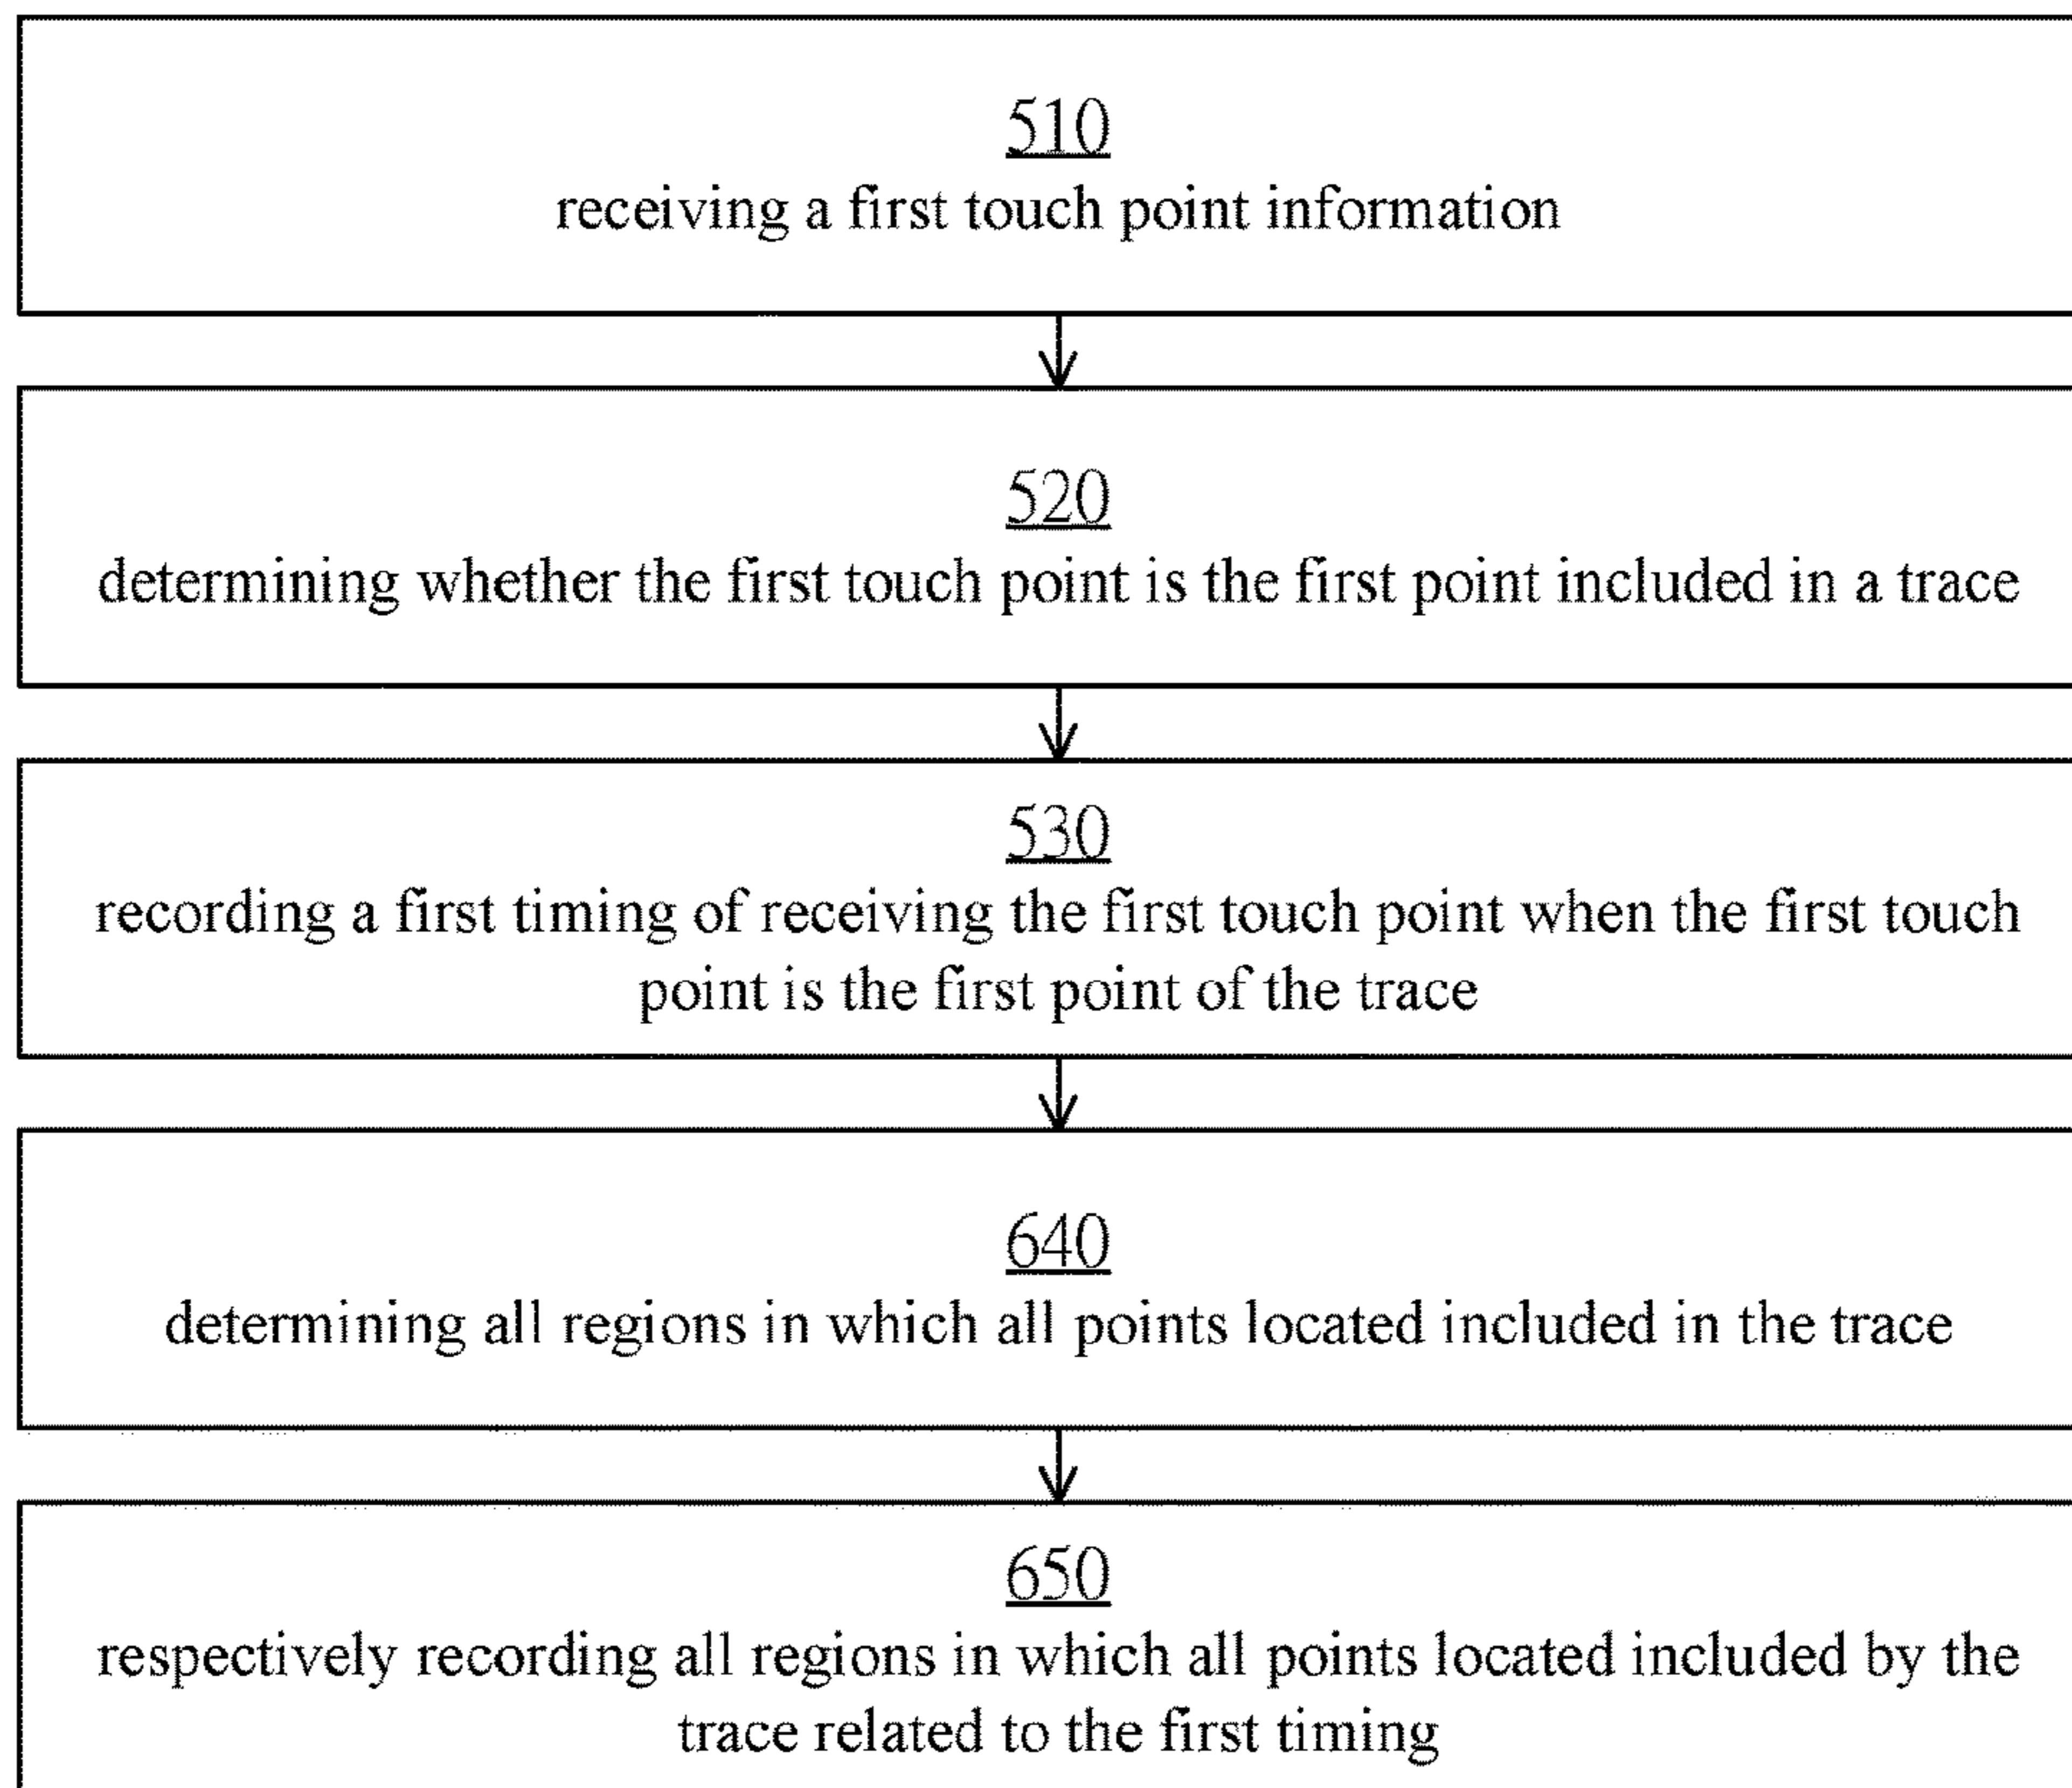 510
receiving a first touch point information
520
determining whether the first touch point is the first point included in a trace
530
recording a first timing of receiving the first touch point when the first touch
point is the first point of the trace
640
determining all regions in which all points located included in the trace
650
respectively recording all regions in which all points located included by the
trace related to the first timing